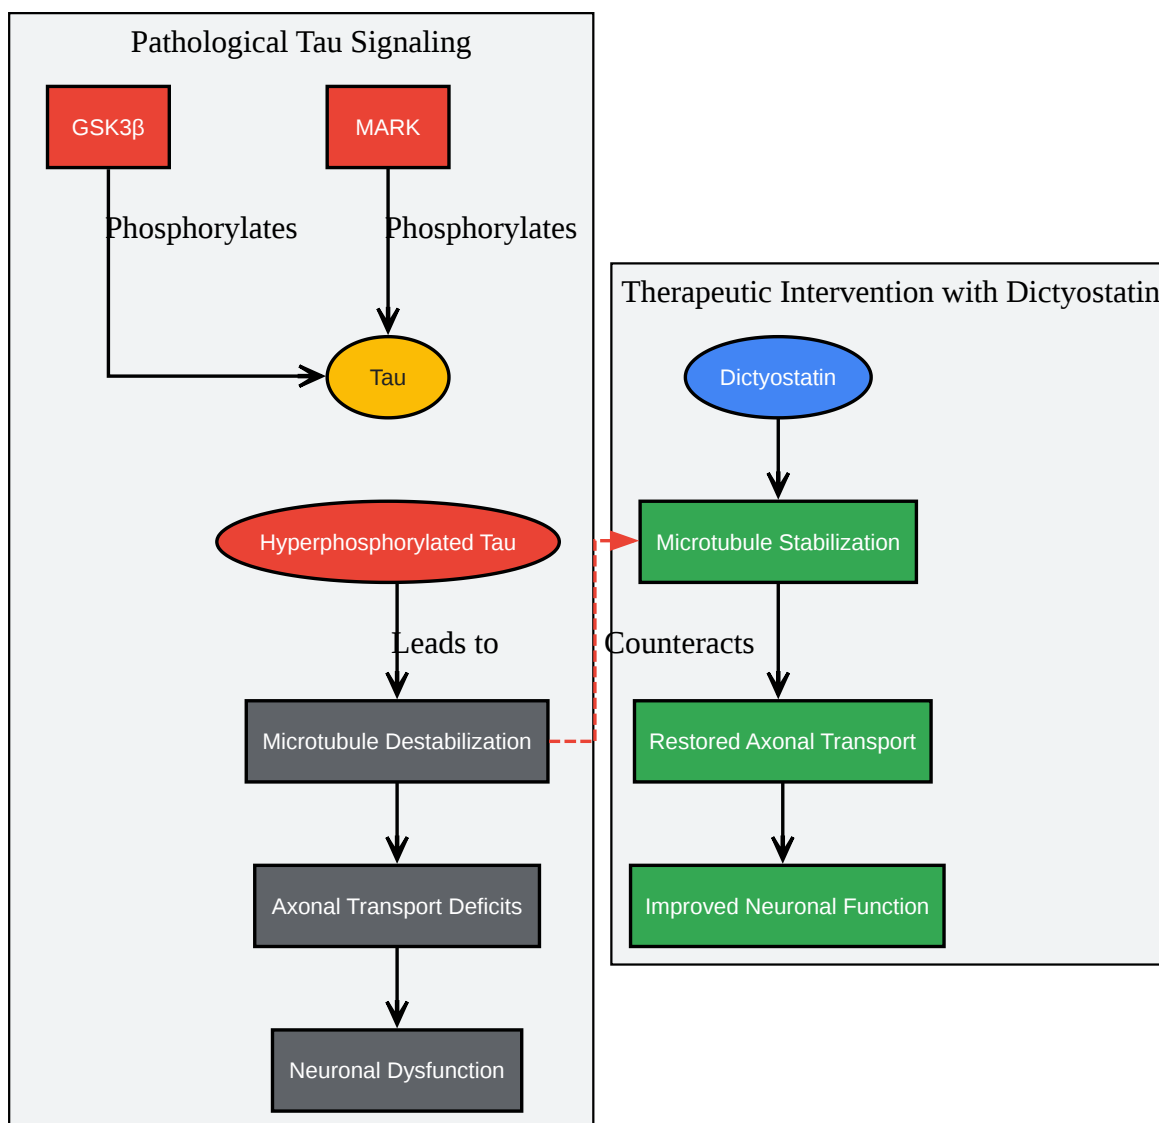 Pathological Tau Signaling
GSK3β
MARK
Phosphorylates
Phosphorylates
Tau
Hyperphosphorylated Tau
Leads to
Microtubule Destabilization
Axonal Transport Deficits
Neuronal Dysfunction
Therapeutic Intervention with Dictyostatin
Dictyostatin
Microtubule Stabilization
Counteracts
Restored Axonal Transport
Improved Neuronal Function